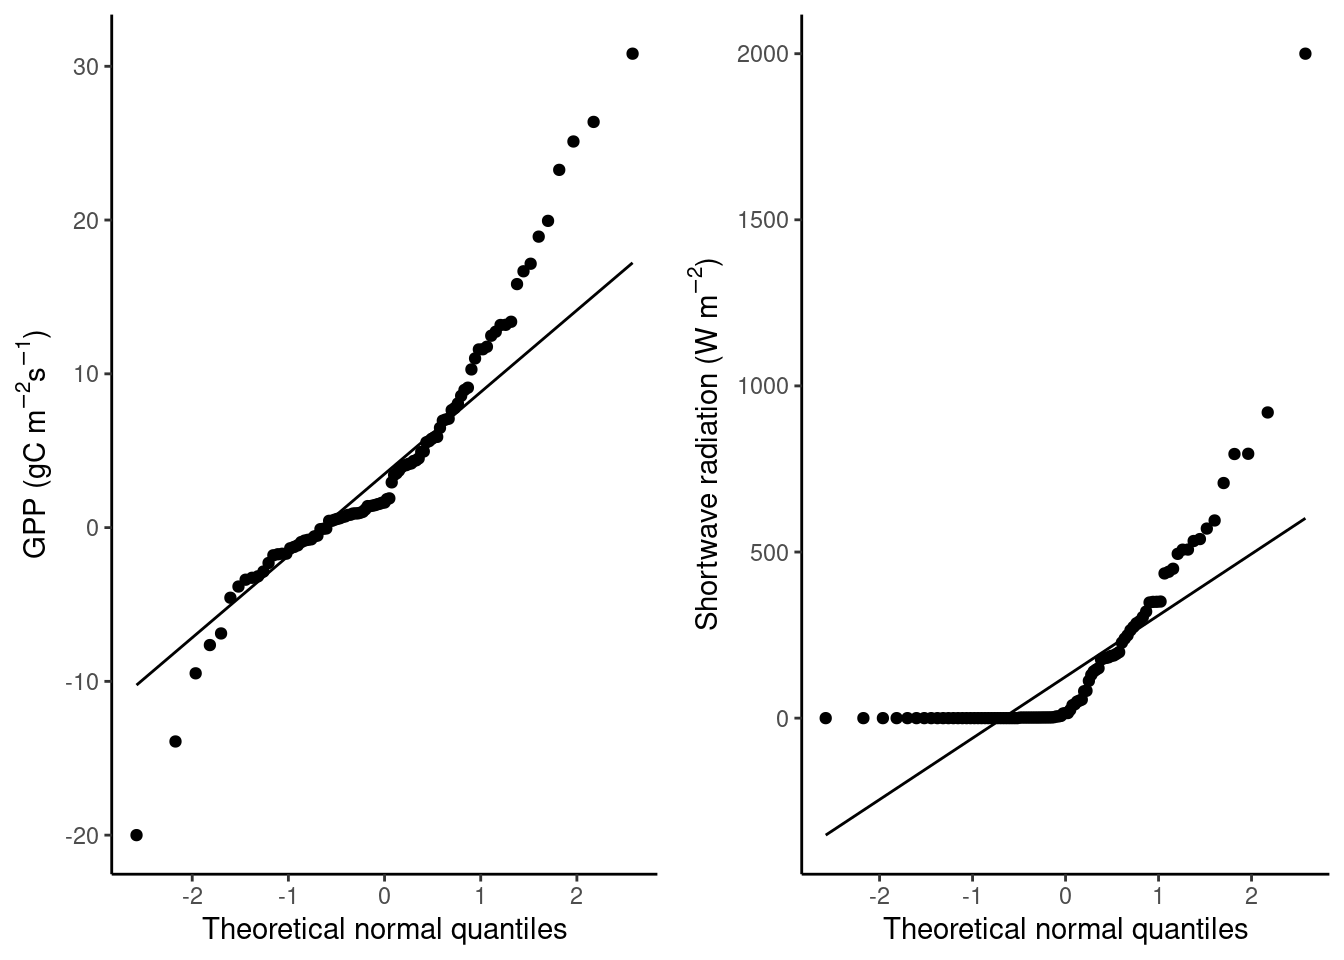 GPP (gC m⁻²s⁻¹)
30
20
10
0
-10
-20
-2 -1 0 1 2
Theoretical normal quantiles
Shortwave radiation (W m⁻²)
2000
1500
1000
500
0
-2 -1 0 1 2
Theoretical normal quantiles